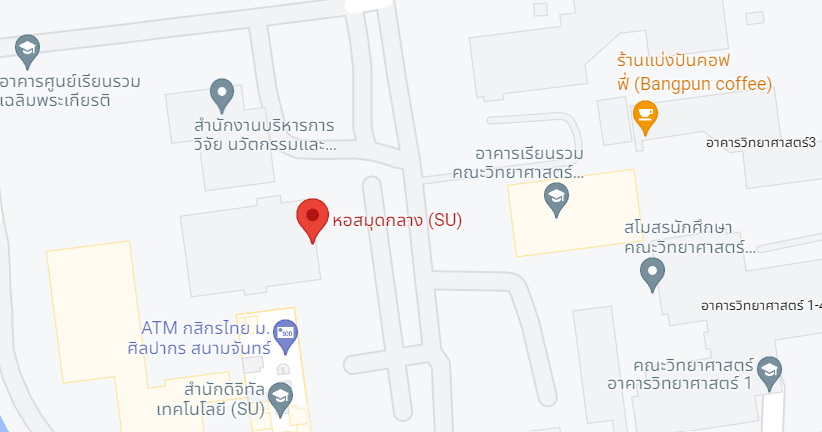 ร้านแบ่งปันคอฟ
ฟี่ (Bangpun coffee)
อาคารศูนย์เรียนรวม
เฉลิมพระเกียรติ
สำนักงานบริหารการ
วิจัย นวัตกรรมและ...
อาคารวิทยาศาสตร์3
อาคารเรียนรวม
คณะวิทยาศาสตร์...
หอสมุดกลาง (SU)
สโมสรนักศึกษา
คณะวิทยาศาสตร์...
อาคารวิทยาศาสตร์ 1-4
ATM กสิกรไทย ม.
ศิลปากร สนามจันทร์
คณะวิทยาศาสตร์
อาคารวิทยาศาสตร์ 1
สำนักดิจิทัล
เทคโนโลยี (SU)